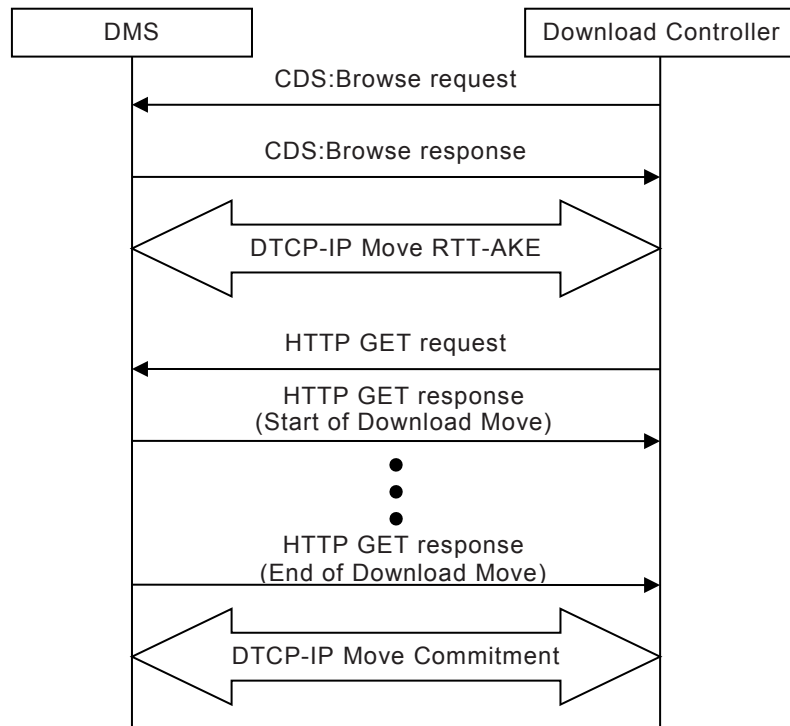 DMS
Download Controller
CDS:Browse request
CDS:Browse response
DTCP-IP Move RTT-AKE
HTTP GET request
HTTP GET response
(Start of Download Move)
HTTP GET response
(End of Download Move)
DTCP-IP Move Commitment